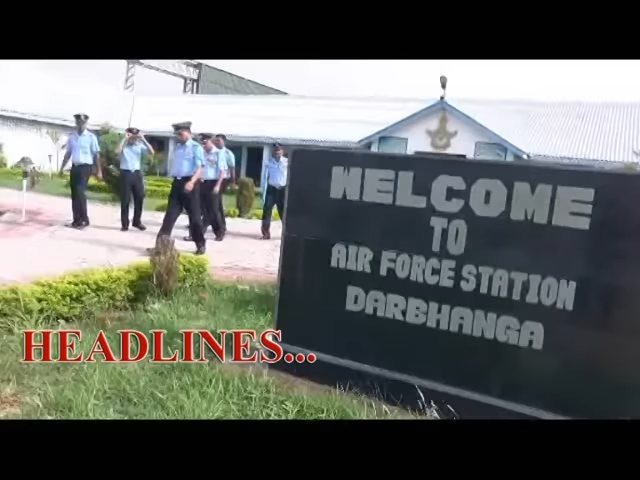 WELCOME
TO
AIR FORCE STATION
DARBHANGA
HEADLINES...